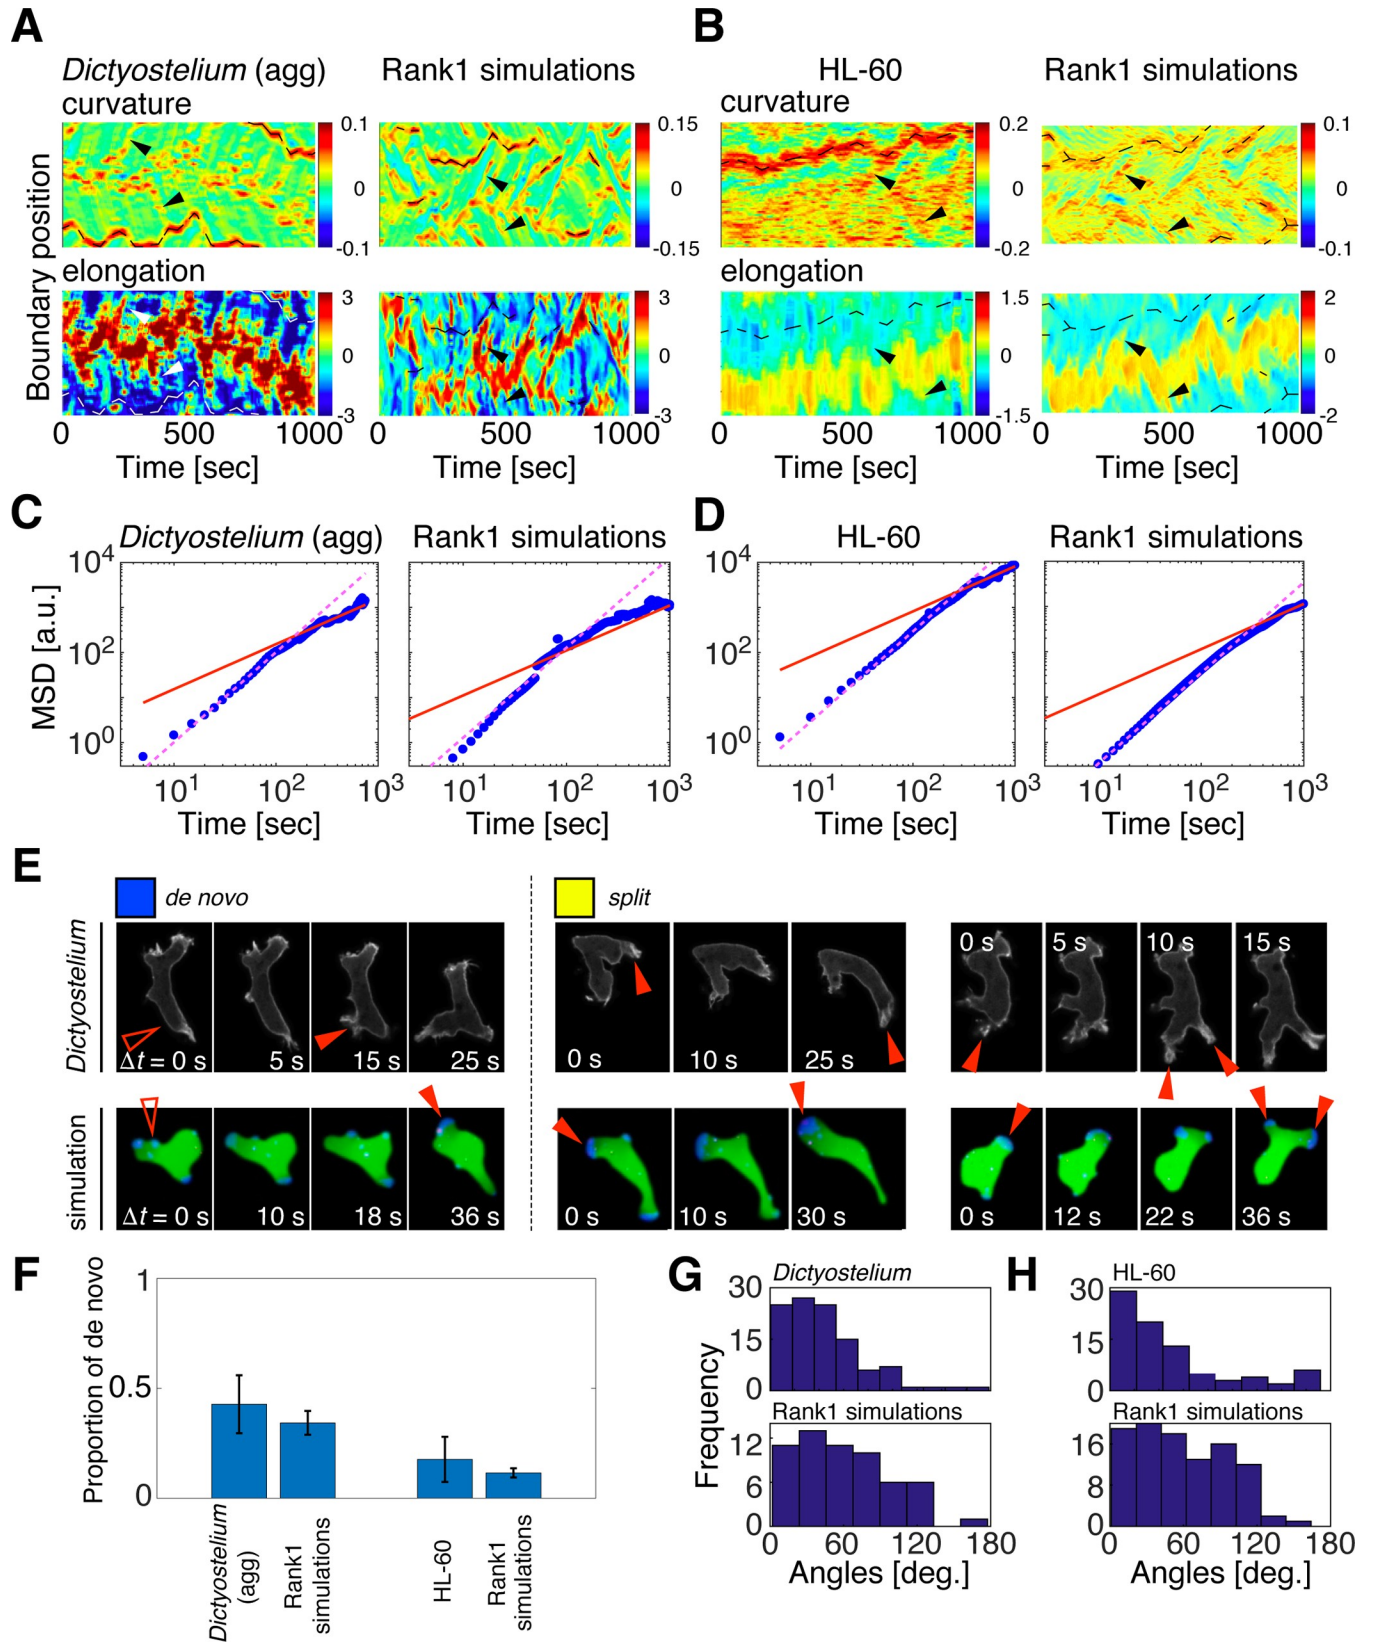 A
B
Dictyostelium (agg)
Rank1 simulations
HL-60
Rank1 simulations
curvature
curvature
0.1
0
-0.1
0.15
0
-0.15
0.2
0
-0.2
0.1
0
-0.1
Boundary position
elongation
elongation
3
0
-3
3
0
-3
1.5
0
-1.5
2
0
-2
0 500 1000
0 500 1000
0 500 1000
0 500 1000
Time [sec]
Time [sec]
Time [sec]
Time [sec]
C
D
Dictyostelium (agg)
Rank1 simulations
HL-60
Rank1 simulations
MSD [a.u.]
10^4
10^2
10^0
10^4
10^2
10^0
10^1 10^2 10^3
10^1 10^2 10^3
10^1 10^2 10^3
10^1 10^2 10^3
Time [sec]
Time [sec]
Time [sec]
Time [sec]
E
de novo
split
Dictyostelium
Δt = 0 s 5 s 15 s 25 s
0 s 10 s 25 s
0 s 5 s 10 s 15 s
simulation
Δt = 0 s 10 s 18 s 36 s
0 s 10 s 30 s
0 s 12 s 22 s 36 s
F
Proportion of de novo
1
0.5
0
Dictyostelium
(agg)
Rank1
simulations
HL-60
Rank1
simulations
G
Dictyostelium
Frequency
30
15
0
Rank1 simulations
12
6
0
0 60 120 180
Angles [deg.]
H
HL-60
30
15
0
Rank1 simulations
16
8
0
0 60 120 180
Angles [deg.]